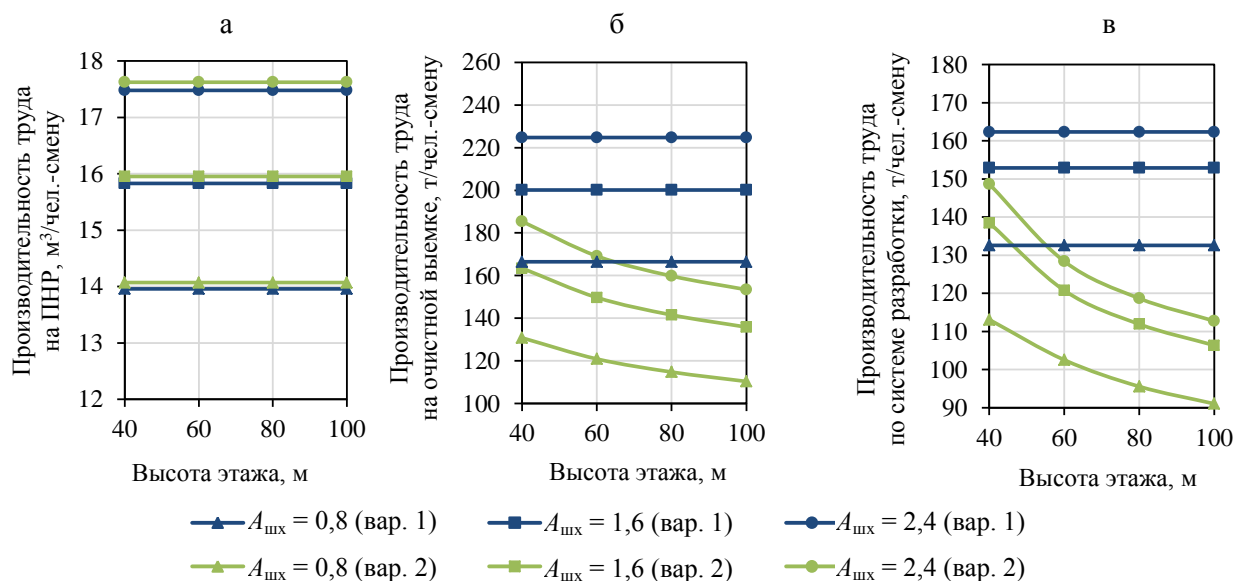 а
Производительность труда
на ПНР, м³/чел.-смену
18
17
16
15
14
13
12
40 60 80 100
Высота этажа, м
б
Производительность труда
на очистной выемке, т/чел.-смену
260
240
220
200
180
160
140
120
100
40 60 80 100
Высота этажа, м
в
Производительность труда
по системе разработки, т/чел.-смену
180
170
160
150
140
130
120
110
100
90
40 60 80 100
Высота этажа, м
Aшх = 0,8 (вар. 1) Aшх = 1,6 (вар. 1) Aшх = 2,4 (вар. 1)
Aшх = 0,8 (вар. 2) Aшх = 1,6 (вар. 2) Aшх = 2,4 (вар. 2)